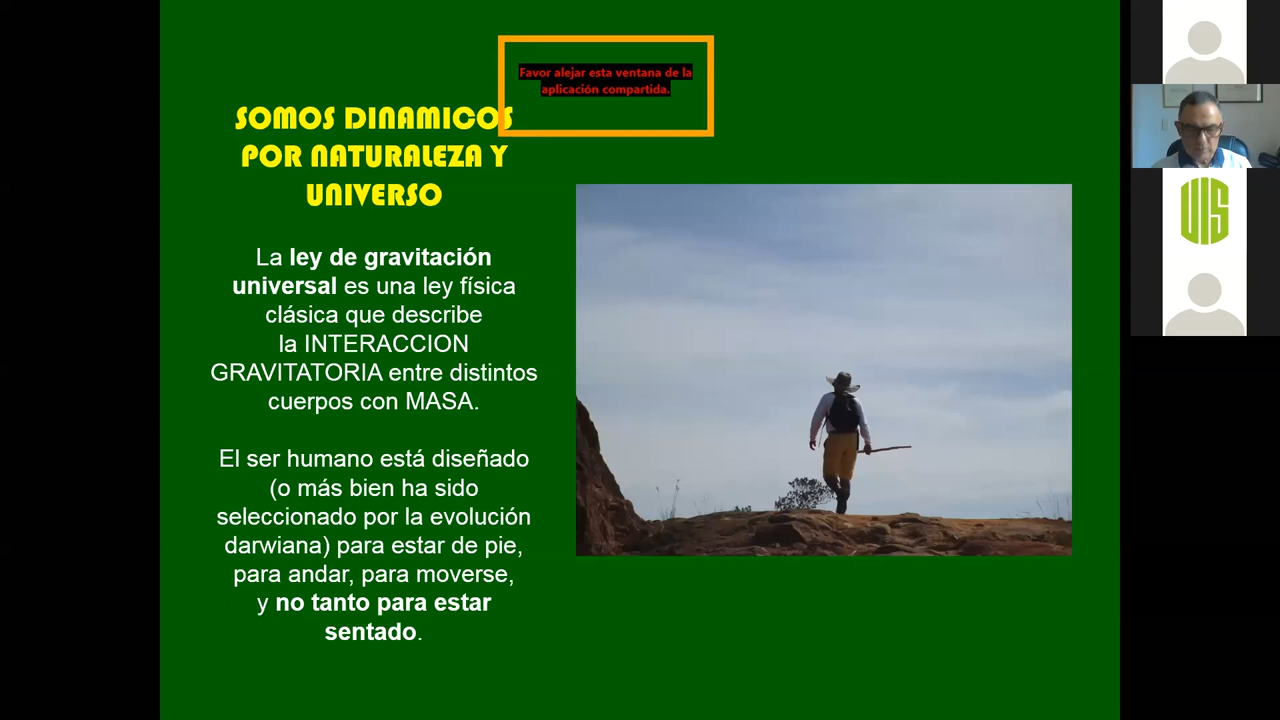 Favor alejar esta ventana de la
aplicación compartida.
SOMOS DINAMICOS
POR NATURALEZA Y
UNIVERSO
La ley de gravitación
universal es una ley física
clásica que describe
la INTERACCION
GRAVITATORIA entre distintos
cuerpos con MASA.
El ser humano está diseñado
(o más bien ha sido
seleccionado por la evolución
darwiana) para estar de pie,
para andar, para moverse,
y no tanto para estar
sentado.
UIS